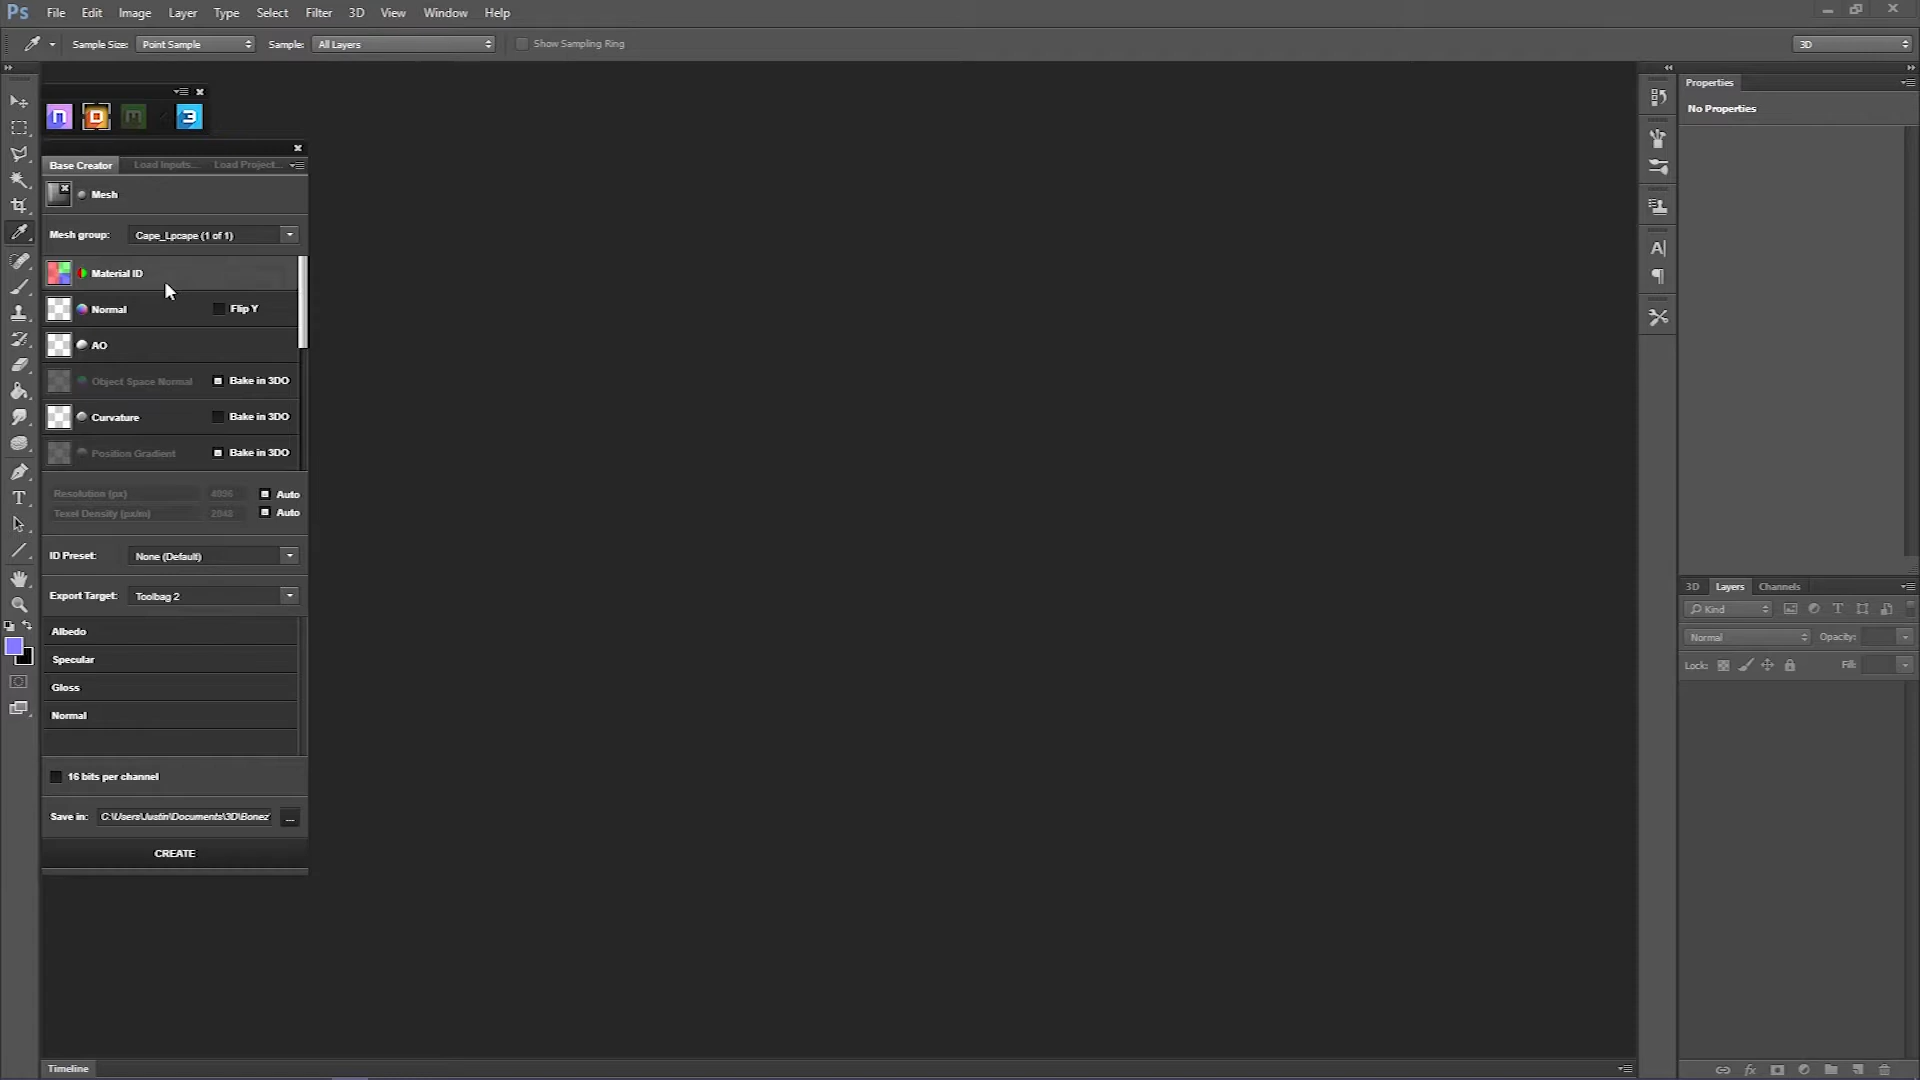 Ps File Edit Image Layer Type Select Filter 3D View Window Help
Sample Size: Point Sample Sample: All Layers Show Sampling Ring 3D
Properties
No Properties
Base Creator Load Inputs... Load Project...
Mesh
Mesh group: Cape_Lpcape (1 of 1)
Material ID
Normal Flip Y
AO
Object Space Normal Bake in 3DO
Curvature Bake in 3DO
Position Gradient Bake in 3DO
Resolution (px) 4096 Auto
Texel Density (px/m) 2048 Auto
ID Preset: None (Default)
Export Target: Toolbag 2
Albedo
Specular
Gloss
Normal
16 bits per channel
Save in: C:\Users\Justin\Documents\3D\Bonez
...
CREATE
3D Layers Channels
Kind
Normal Opacity:
Lock: Fill:
Timeline